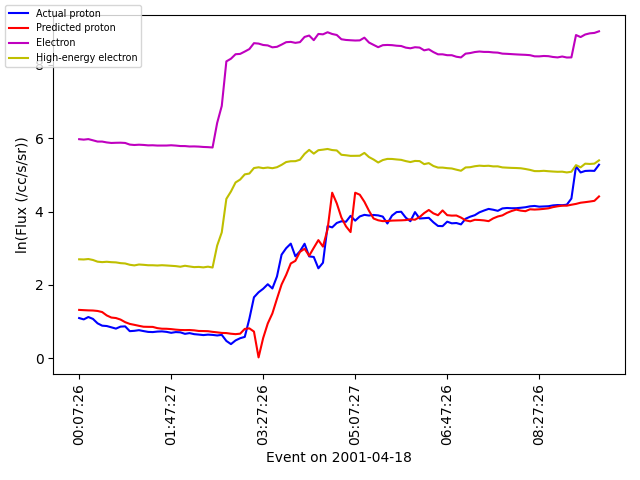 Actual proton
Predicted proton
Electron
High-energy electron
8
6
4
2
0
ln(Flux (/cc/s/sr))
00:07:26
01:47:27
03:27:26
05:07:27
06:47:26
08:27:26
Event on 2001-04-18